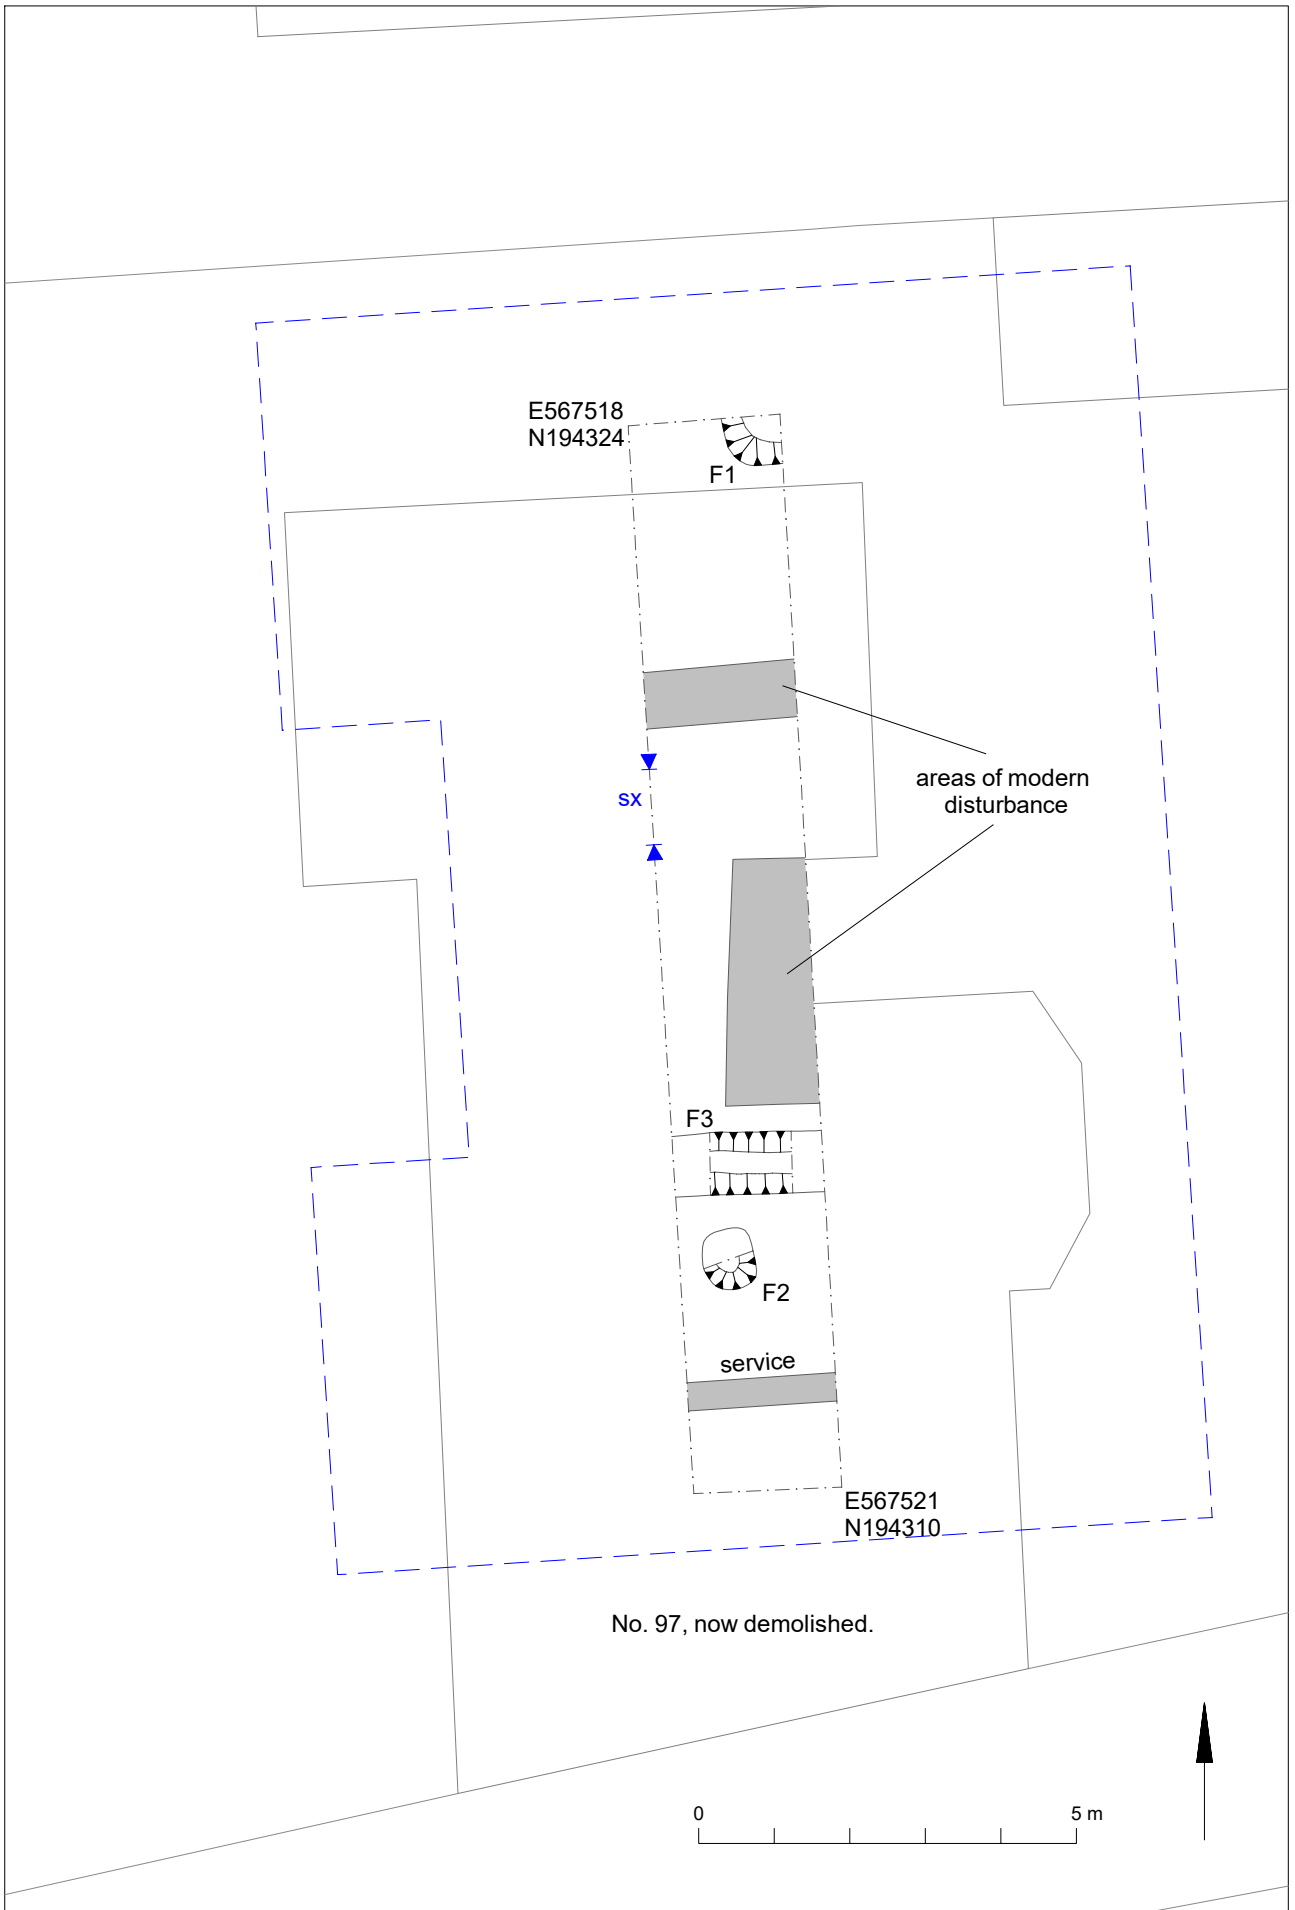 E567518
N194324
F1
areas of modern
disturbance
sx
F3
F2
service
E567521
N194310
No. 97, now demolished.
0 5 m